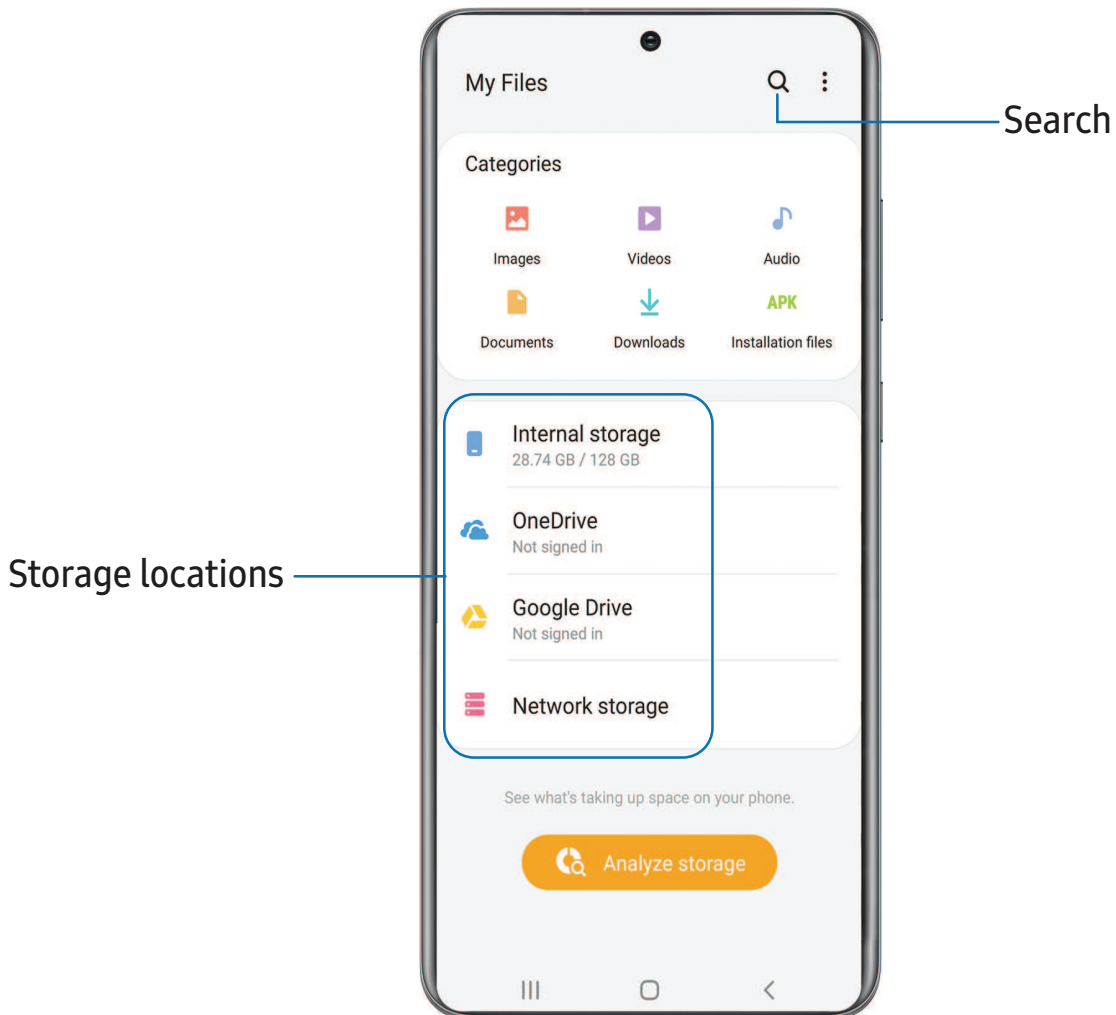 My Files
Search
Categories
Images Videos Audio
APK
Documents Downloads Installation files
Internal storage
28.74 GB / 128 GB
OneDrive
Not signed in
Storage locations
Google Drive
Not signed in
Network storage
See what's taking up space on your phone.
Analyze storage